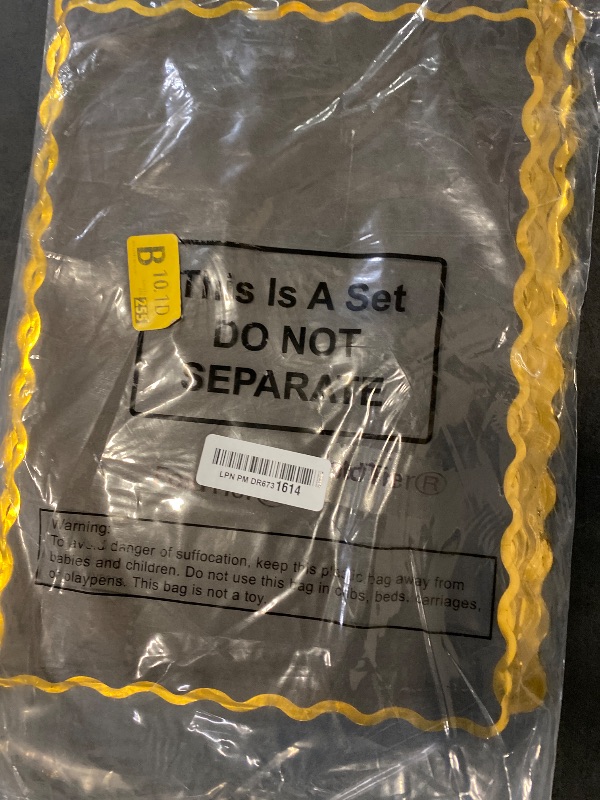 B 10.1D
255
This Is A Set
DO NOT
SEPARATE
LPN PM DR6731614
Tier®
Warning:
To avoid danger of suffocation, keep this plastic bag away from
babies and children. Do not use this bag in cribs, beds, carriages,
or playpens. This bag is not a toy.